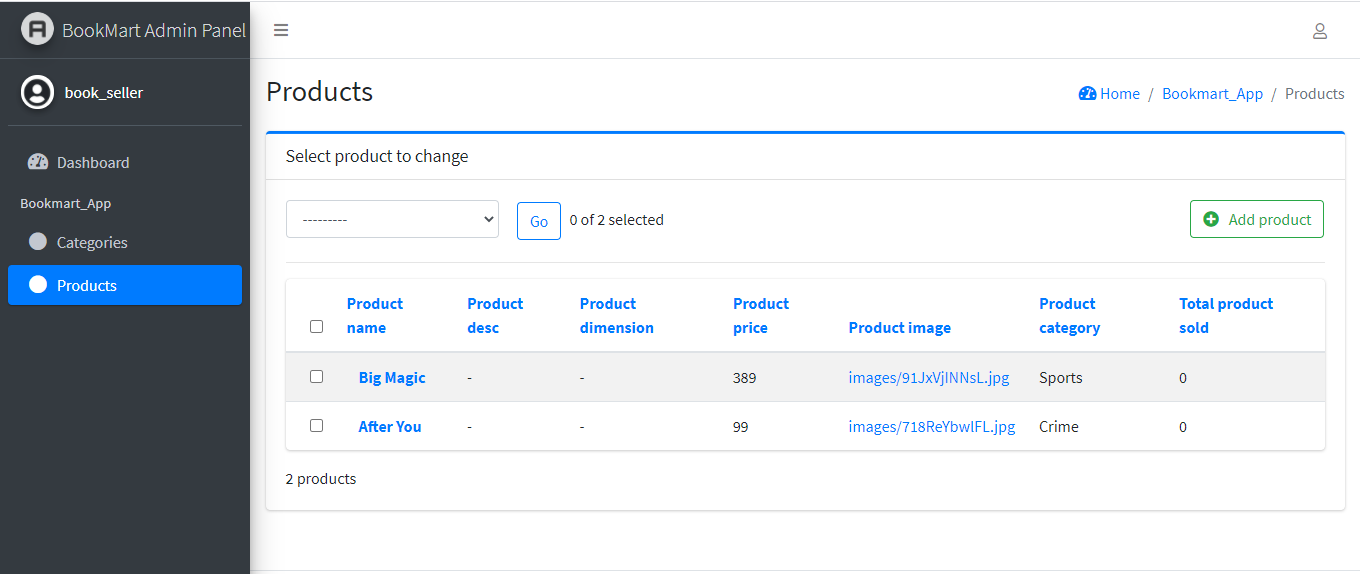 BookMart Admin Panel
book_seller
Products
Home / Bookmart_App / Products
Dashboard
Bookmart_App
Categories
Products
Select product to change
---------
Go
0 of 2 selected
Add product
Product name
Product desc
Product dimension
Product price
Product image
Product category
Total product sold
Big Magic - - 389 images/91JxVjINNsL.jpg Sports 0
After You - - 99 images/718ReYbwIFL.jpg Crime 0
2 products